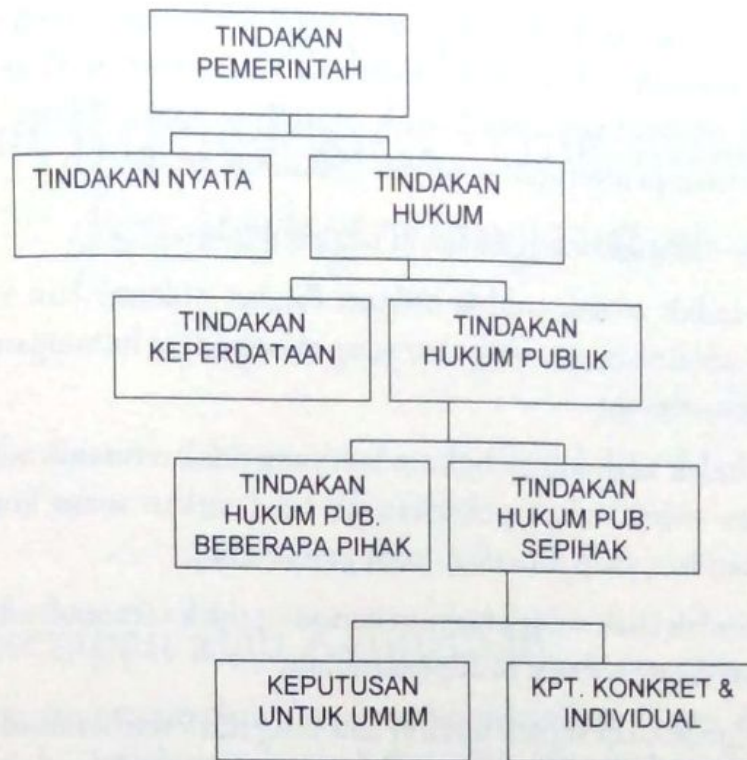 TINDAKAN
PEMERINTAH
TINDAKAN NYATA
TINDAKAN
HUKUM
TINDAKAN
KEPERDATAAN
TINDAKAN
HUKUM PUBLIK
TINDAKAN
HUKUM PUB.
BEBERAPA PIHAK
TINDAKAN
HUKUM PUB.
SEPIHAK
KEPUTUSAN
UNTUK UMUM
KPT. KONKRET &
INDIVIDUAL